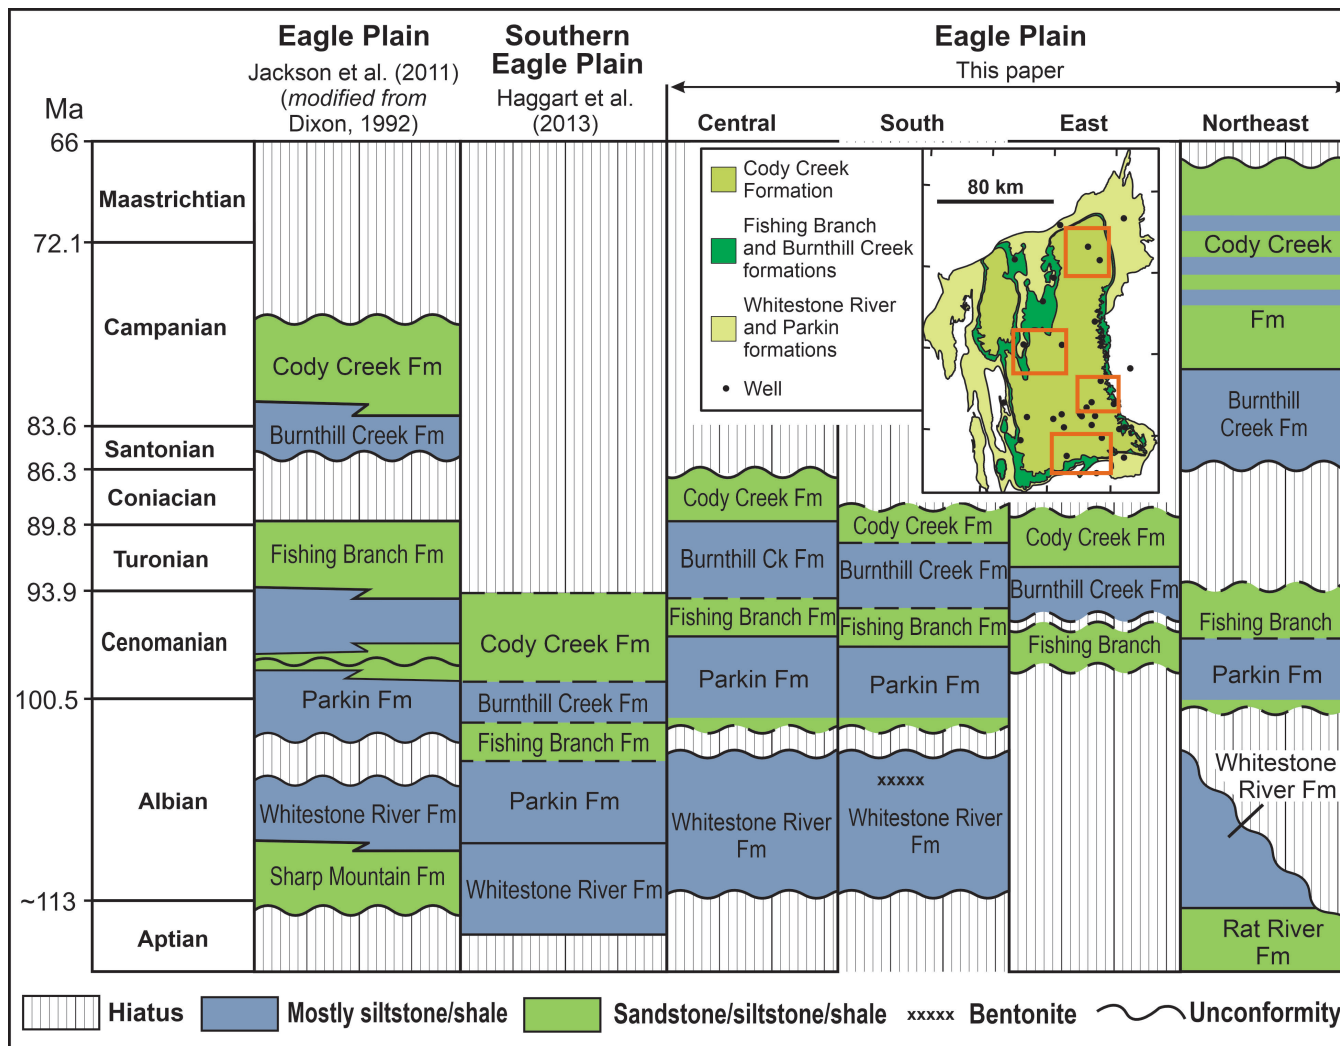 Eagle Plain
Jackson et al. (2011)
(modified from
Dixon, 1992)
Southern
Eagle Plain
Haggart et al.
(2013)
Eagle Plain
This paper
Central
South
East
Northeast
Ma
66
72.1
83.6
86.3
89.8
93.9
100.5
~113
Maastrichtian
Campanian
Santonian
Coniacian
Turonian
Cenomanian
Albian
Aptian
Cody Creek Fm
Burnthill Creek Fm
Fishing Branch Fm
Parkin Fm
Whitestone River Fm
Sharp Mountain Fm
Cody Creek Fm
Burnthill Creek Fm
Fishing Branch Fm
Parkin Fm
Whitestone River Fm
Cody Creek Fm
Burnthill Ck Fm
Fishing Branch Fm
Parkin Fm
Whitestone River
Fm
Cody Creek Fm
Burnthill Creek Fm
Fishing Branch Fm
Parkin Fm
xxxxx
Whitestone River
Fm
Cody Creek Fm
Burnthill Creek Fm
Fishing Branch
Cody Creek
Fm
Burnthill
Creek Fm
Fishing Branch
Parkin Fm
Whitestone
River Fm
Rat River
Fm
Cody Creek
Formation
Fishing Branch
and Burnthill Creek
formations
Whitestone River
and Parkin
formations
Well
80 km
Hiatus
Mostly siltstone/shale
Sandstone/siltstone/shale
xxxxx Bentonite
Unconformity